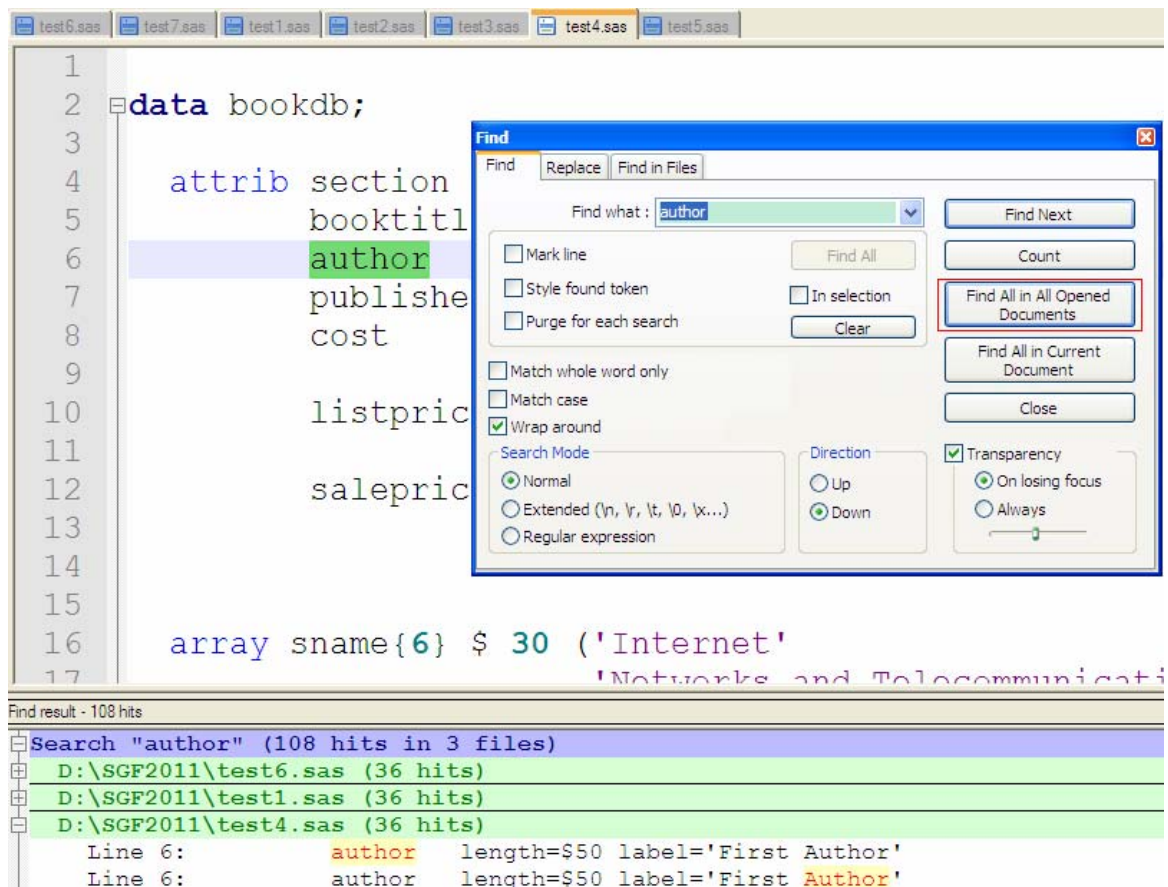 test6.sas test7.sas test1.sas test2.sas test3.sas test4.sas test5.sas
1
2 data bookdb;
3
4 attrib section
5 booktitl
6 author
7 publishe
8 cost
9
10 listpric
11
12 salepric
13
14
15
16 array sname{6} $ 30 ('Internet'
17 'Networks and Telecommunicati
Find
Find Replace Find in Files
Find what : author
Find Next
Mark line
Find All
Count
Style found token
In selection
Find All in All Opened
Documents
Purge for each search
Clear
Find All in Current
Document
Match whole word only
Match case
Close
Wrap around
Search Mode
Normal
Extended (\n, \r, \t, \0, \x...)
Regular expression
Direction
Up
Down
Transparency
On losing focus
Always
Find result - 108 hits
Search "author" (108 hits in 3 files)
D:\SGF2011\test6.sas (36 hits)
D:\SGF2011\test1.sas (36 hits)
D:\SGF2011\test4.sas (36 hits)
Line 6: author length=$50 label='First Author'
Line 6: author length=$50 label='First Author'